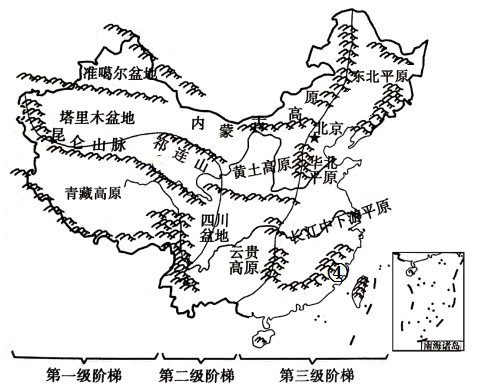 准噶尔盆地
东北平原
塔里木盆地
内蒙古高原
北京
昆仑山脉
祁连山
黄土高原
华北
平原
青藏高原
四川
盆地
长江中下游平原
云贵
高原
④
南海诸岛
第一级阶梯
第二级阶梯
第三级阶梯